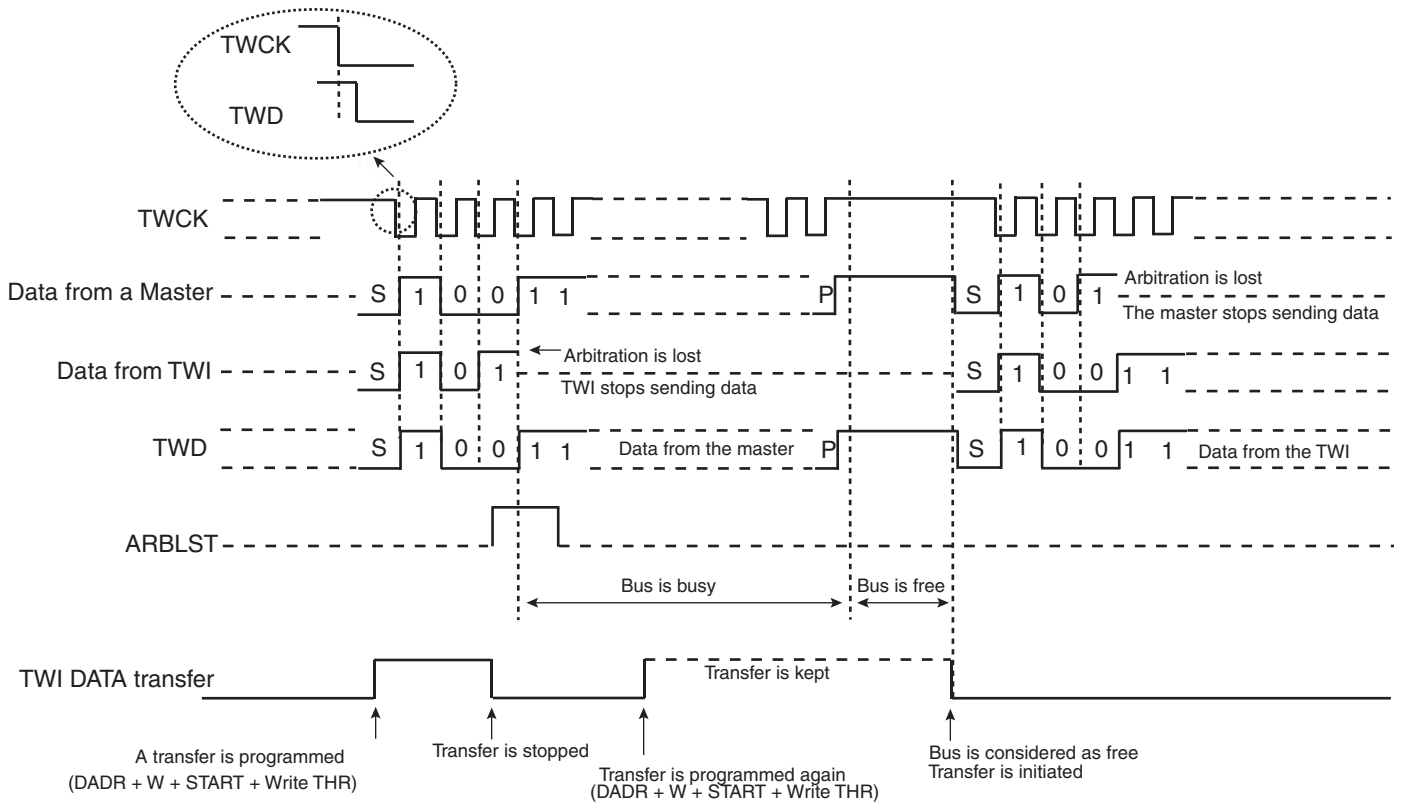 TWCK
TWD
TWCK
Data from a Master S 1 0 0 1 1 P S 1 0 1 Arbitration is lost
The master stops sending data
Data from TWI S 1 0 1 Arbitration is lost S 1 0 0 1 1
TWI stops sending data
TWD S 1 0 0 1 1 Data from the master P S 1 0 0 1 1 Data from the TWI
ARBLST
Bus is busy Bus is free
TWI DATA transfer Transfer is kept
A transfer is programmed
(DADR + W + START + Write THR)
Transfer is stopped
Transfer is programmed again
(DADR + W + START + Write THR)
Bus is considered as free
Transfer is initiated